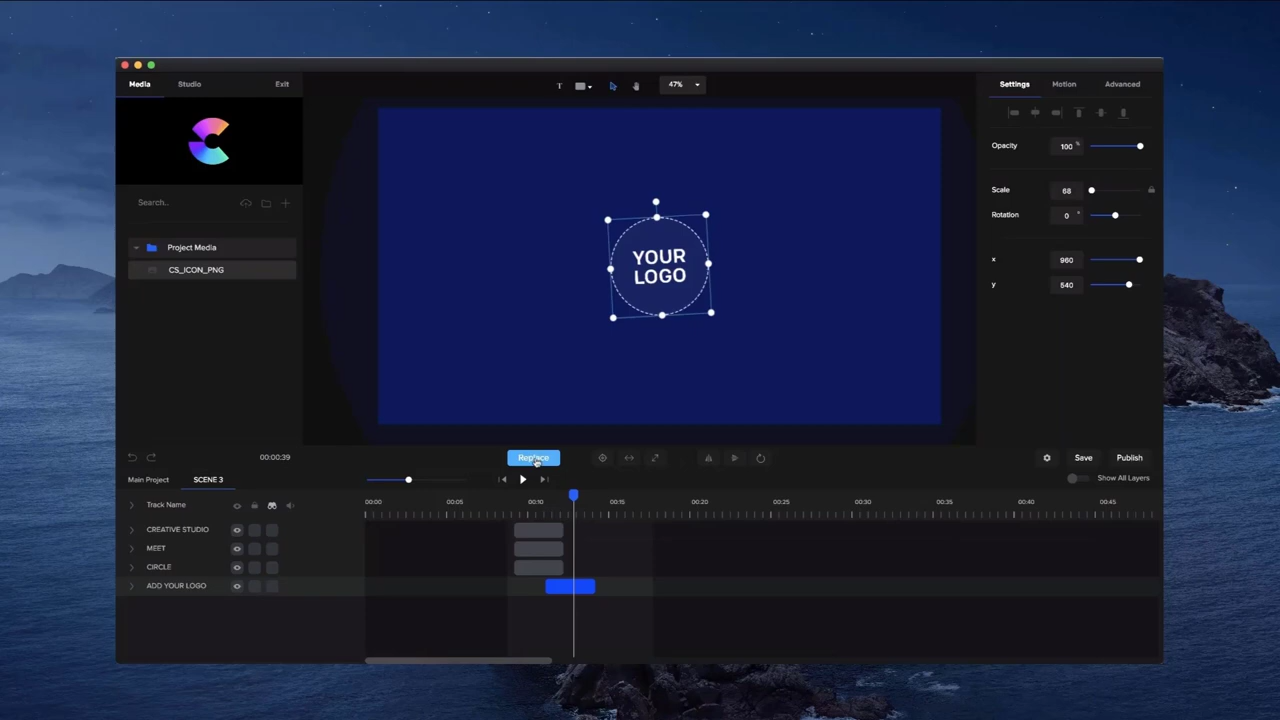 Media Studio Exit
T 47%
Settings Motion Advanced
Opacity 100 %
Search..
Scale 68
Rotation 0 °
Project Media
YOUR
LOGO
x 960
CS_ICON_PNG
y 540
00:00:39
Replace
Save Publish
Main Project SCENE 3
Show All Layers
Track Name
00:00 00:05 00:10 00:15 00:20 00:25 00:30 00:35 00:40 00:45
CREATIVE STUDIO
MEET
CIRCLE
ADD YOUR LOGO